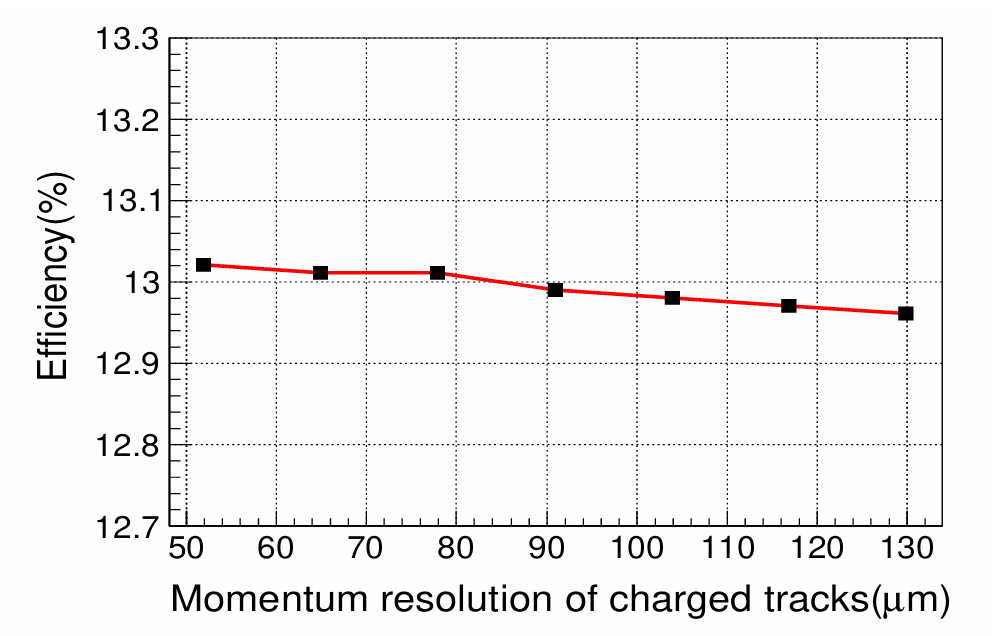 13.3
13.2
13.1
13
12.9
12.8
12.7
Efficiency(%)
50 60 70 80 90 100 110 120 130
Momentum resolution of charged tracks(μm)